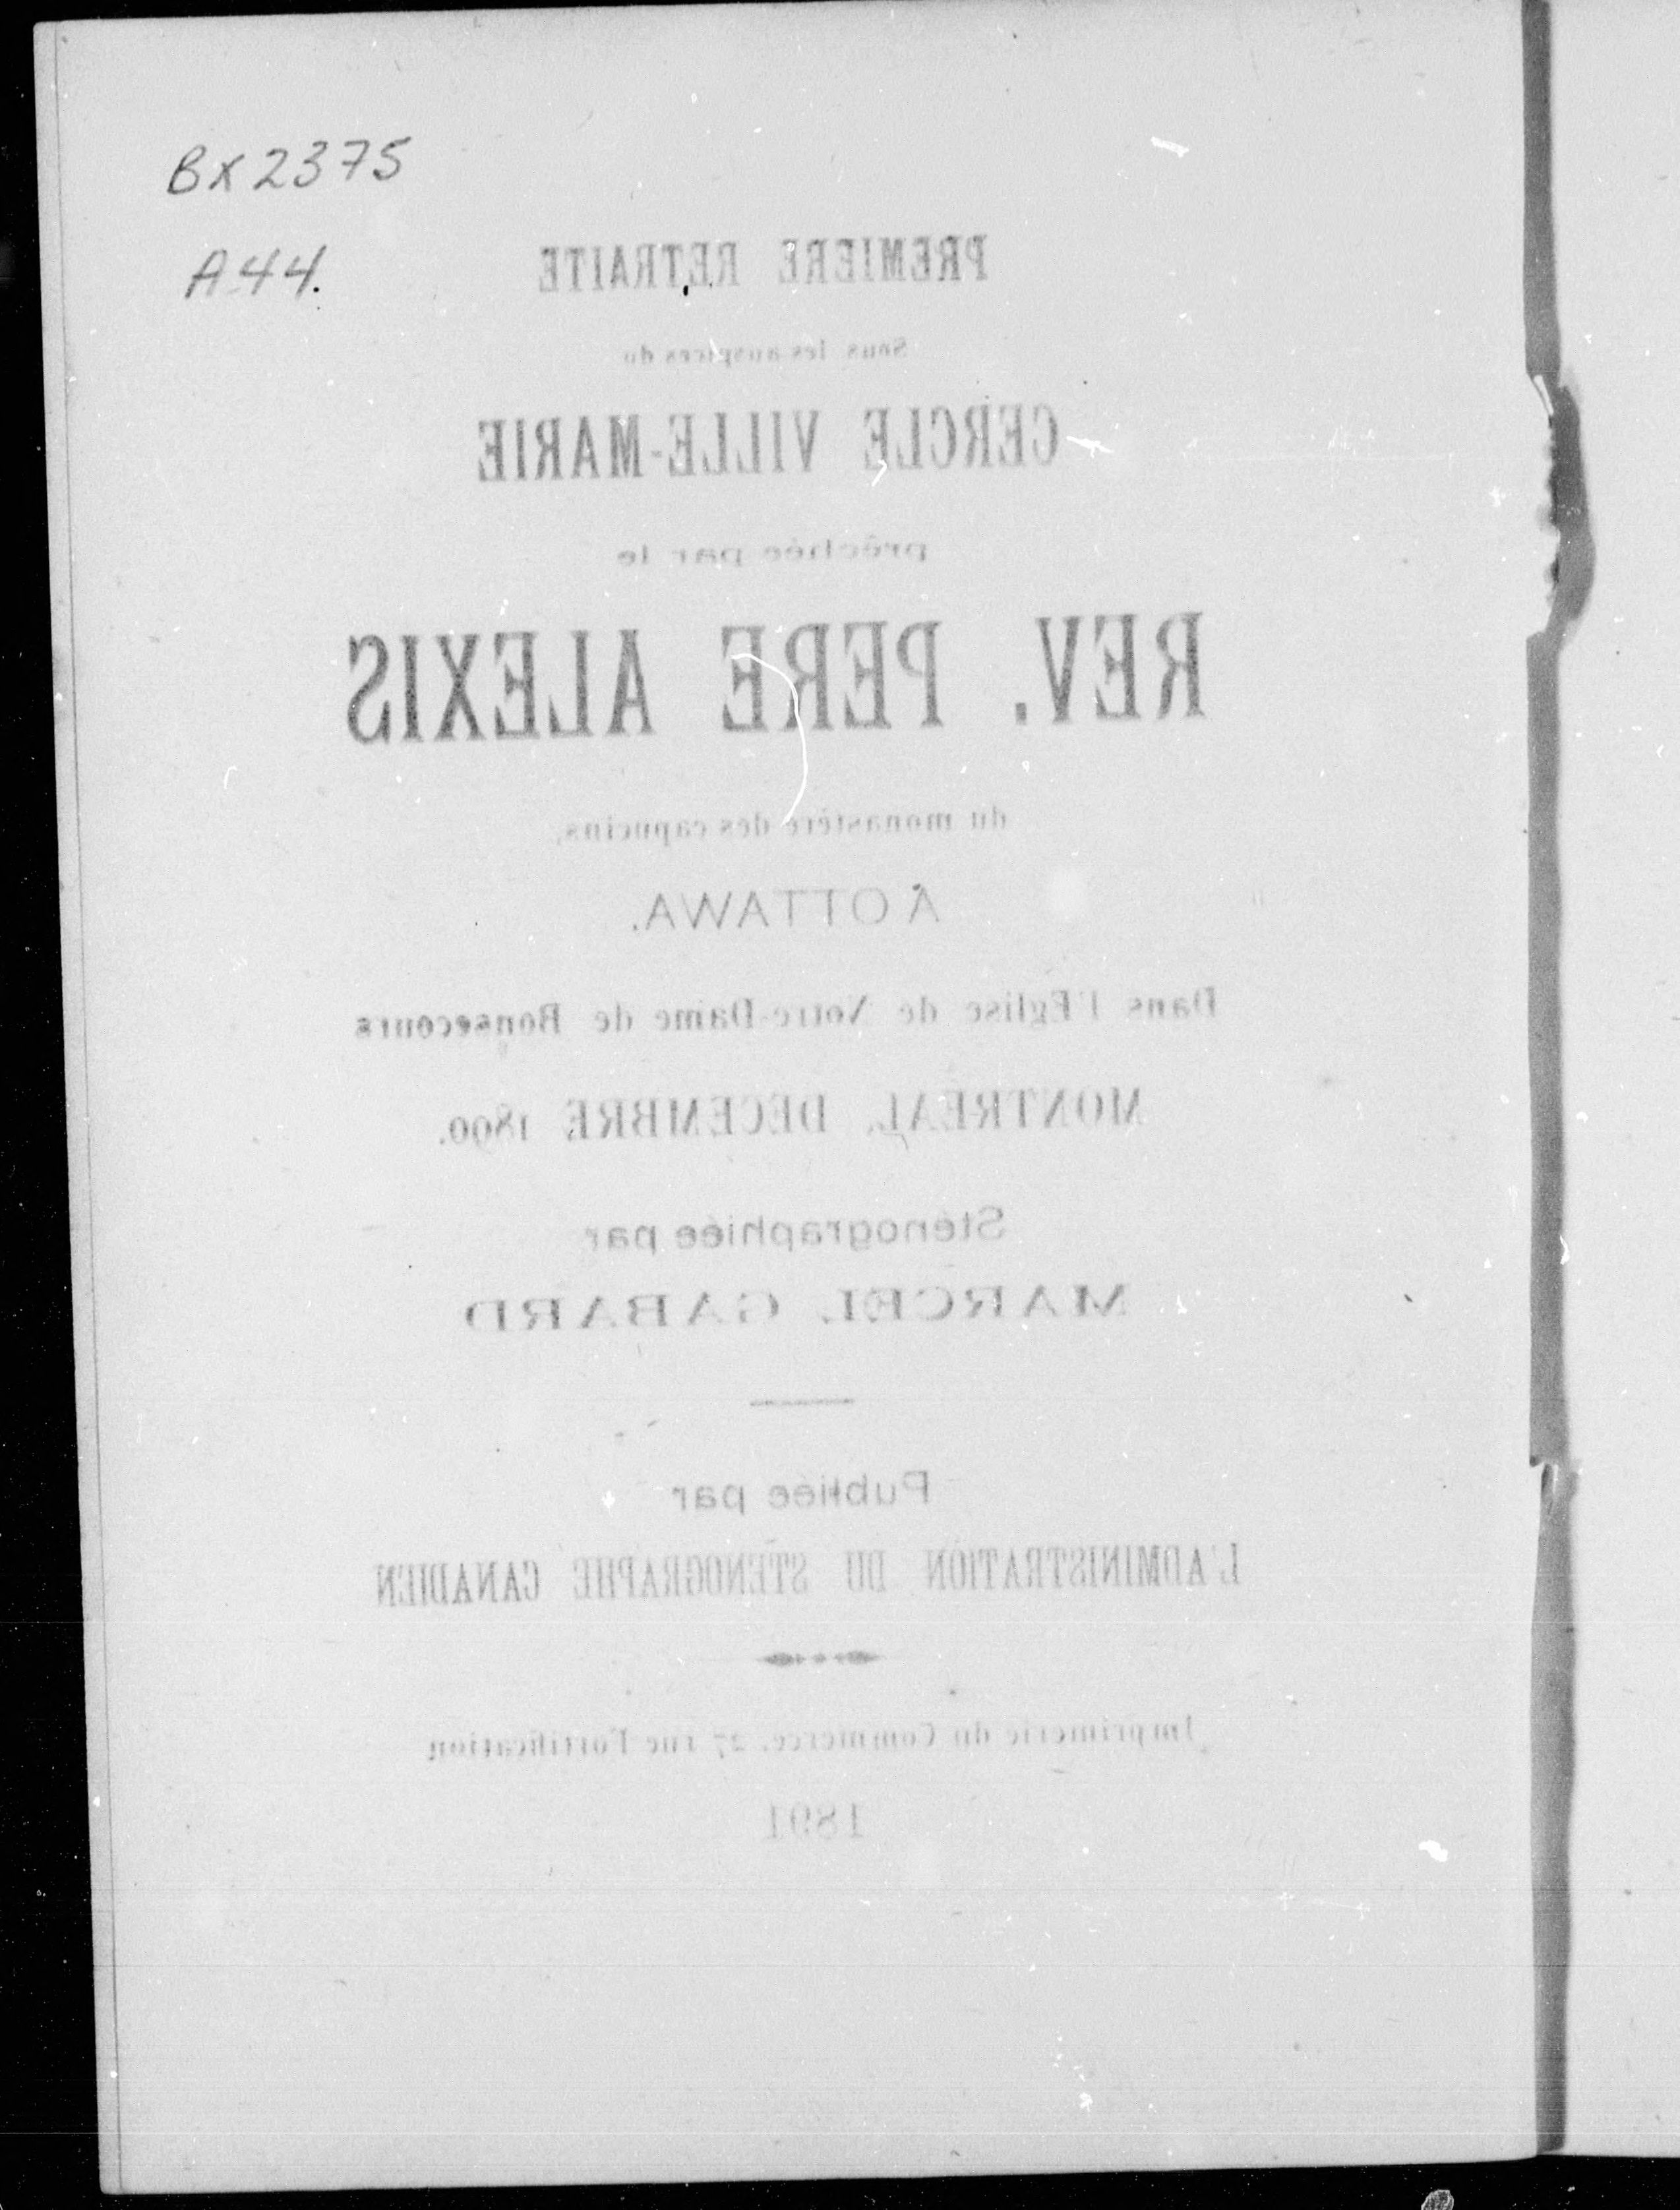 BX2375
A44.
PREMIERE RETRAITE
Sous les auspices du
CERCLE VILLE-MARIE
prêchée par le
REV. PERE ALEXIS
du monastère des capucins,
À OTTAWA.
Dans l'Eglise de Notre-Dame de Bonsecours
MONTREAL, DECEMBRE 1890.
Sténographiée par
MARCEL GABARD
Publiée par
L'ADMINISTRATION DU STÉNOGRAPHE CANADIEN
Imprimerie du Commerce, 27 rue Fortification
1891